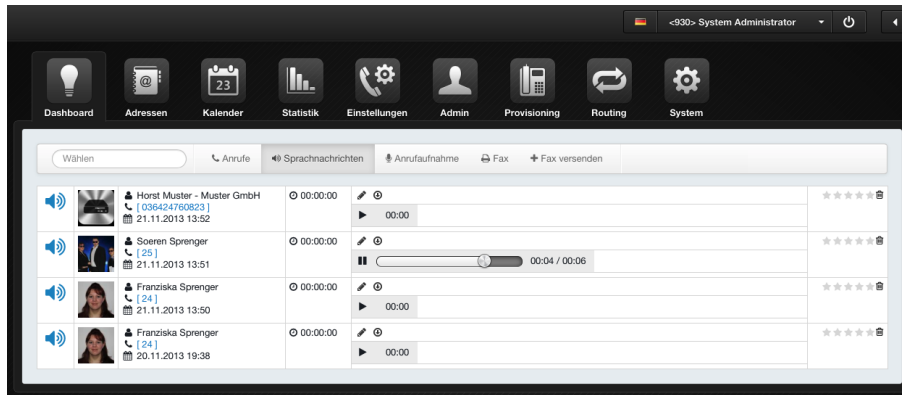 <930> System Administrator
23
Dashboard Adressen Kalender Statistik Einstellungen Admin Provisioning Routing System
Wählen Anrufe Sprachnachrichten Anrufaufnahme Fax Fax versenden
Horst Muster - Muster GmbH 00:00:00
[ 036424760823 ] 00:00
21.11.2013 13:52
Soeren Sprenger 00:00:00
[ 25 ] 00:04 / 00:06
21.11.2013 13:51
Franziska Sprenger 00:00:00
[ 24 ] 00:00
21.11.2013 13:50
Franziska Sprenger 00:00:00
[ 24 ] 00:00
20.11.2013 19:38